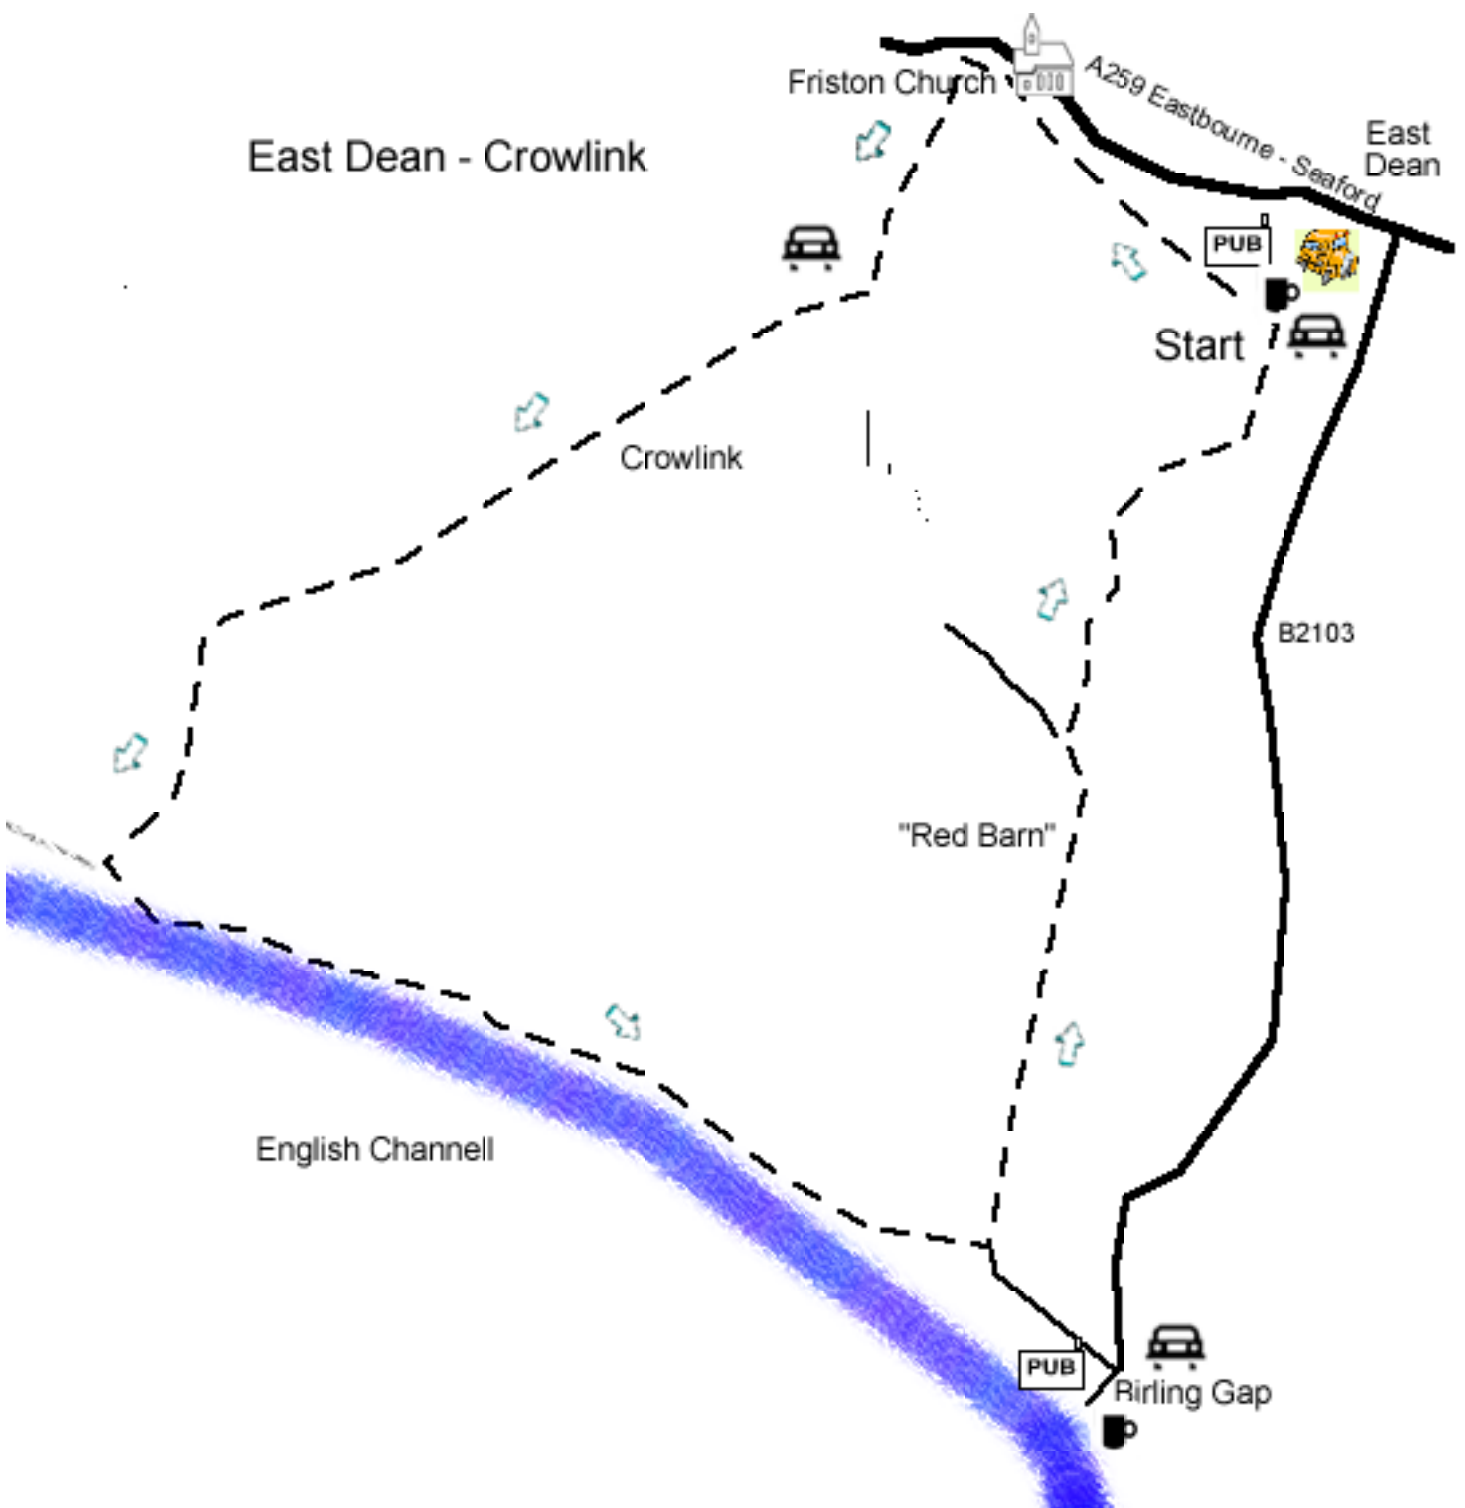 Friston Church
A259 Eastbourne - Seaford
East
Dean
East Dean - Crowlink
PUB
Start
Crowlink
B2103
"Red Barn"
English Channell
PUB
Birling Gap